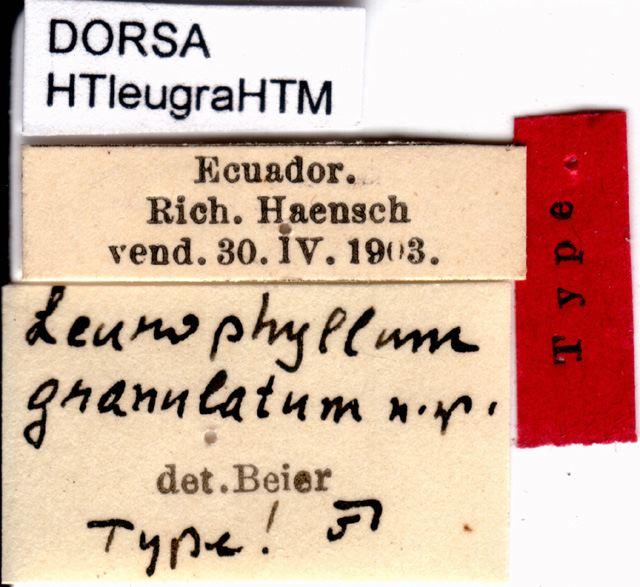 DORSA
HTleugraHTM
Ecuador.
Rich. Haensch
vend. 30. IV. 1903.
Type.
Leurophyllum
granulatum n.sp.
det. Beier
Type!